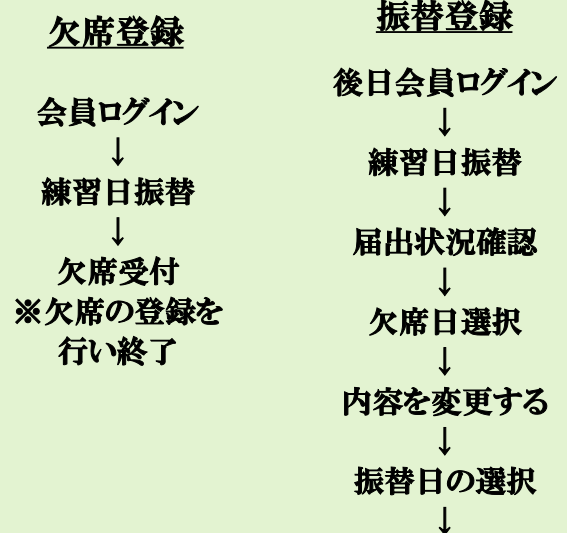 欠席登録
会員ログイン
↓
練習日振替
↓
欠席受付
※欠席の登録を
行い終了
振替登録
後日会員ログイン
↓
練習日振替
↓
届出状況確認
↓
欠席日選択
↓
内容を変更する
↓
振替日の選択
↓